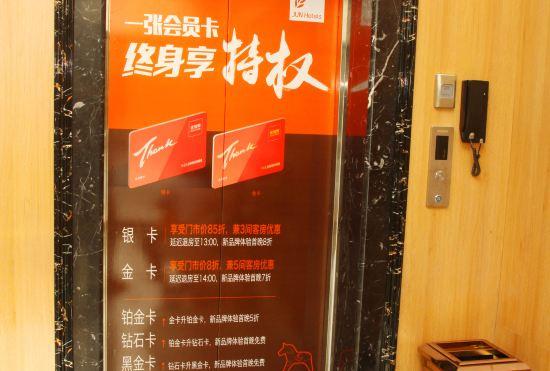 JUN Hotels
一张会员卡
终身享特权
Thank
Thank
银卡
享受门市价85折，兼3间客房优惠
延迟退房至13:00，新品牌体验首晚8折
金卡
享受门市价8折，兼5间客房优惠
延迟退房至14:00，新品牌体验首晚7折
铂金卡
金卡升铂金卡，新品牌体验首晚5折
钻石卡
铂金卡升钻石卡，新品牌体验首晚免费
黑金卡
钻石卡升黑金卡，新品牌体验首晚免费